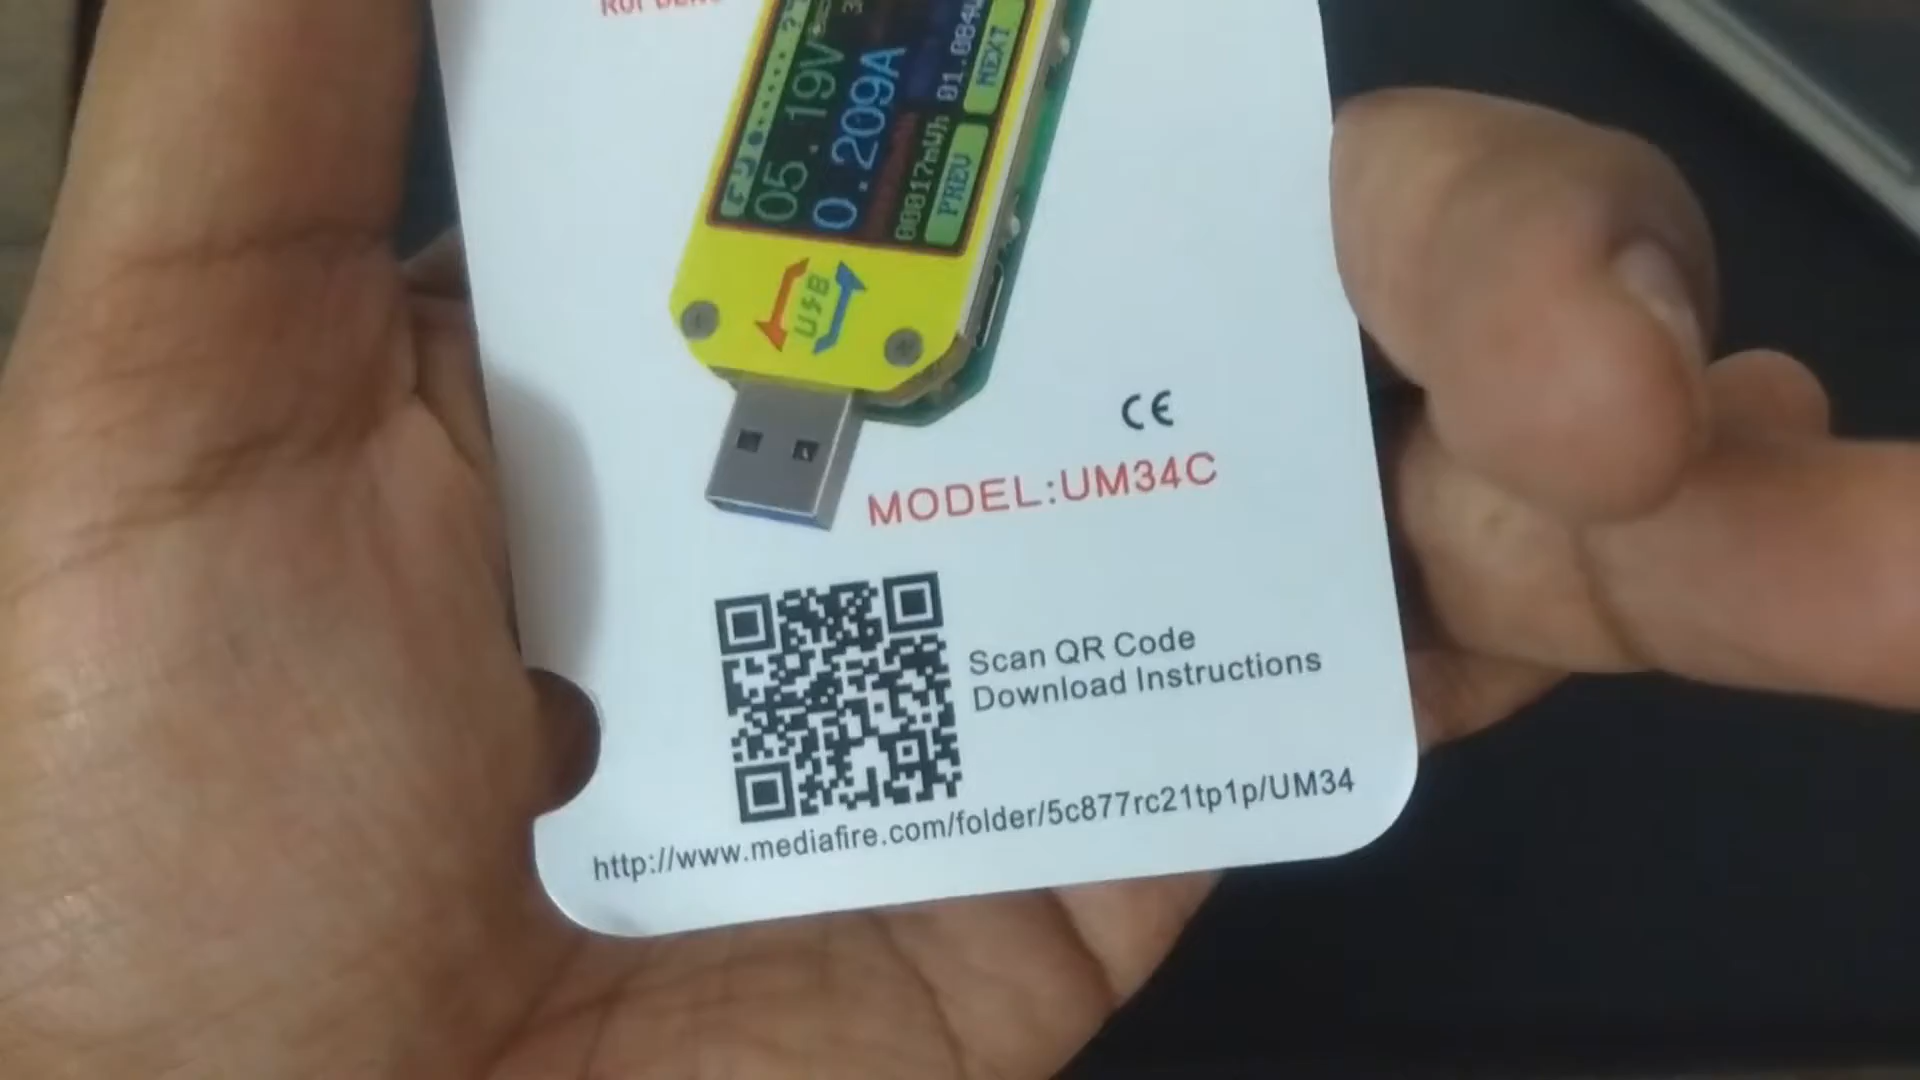 05.19V
0.209A
00817mWh 01.084W
PREV NEXT
USB
CE
MODEL:UM34C
Scan QR Code
Download Instructions
http://www.mediafire.com/folder/5c877rc21tp1p/UM34